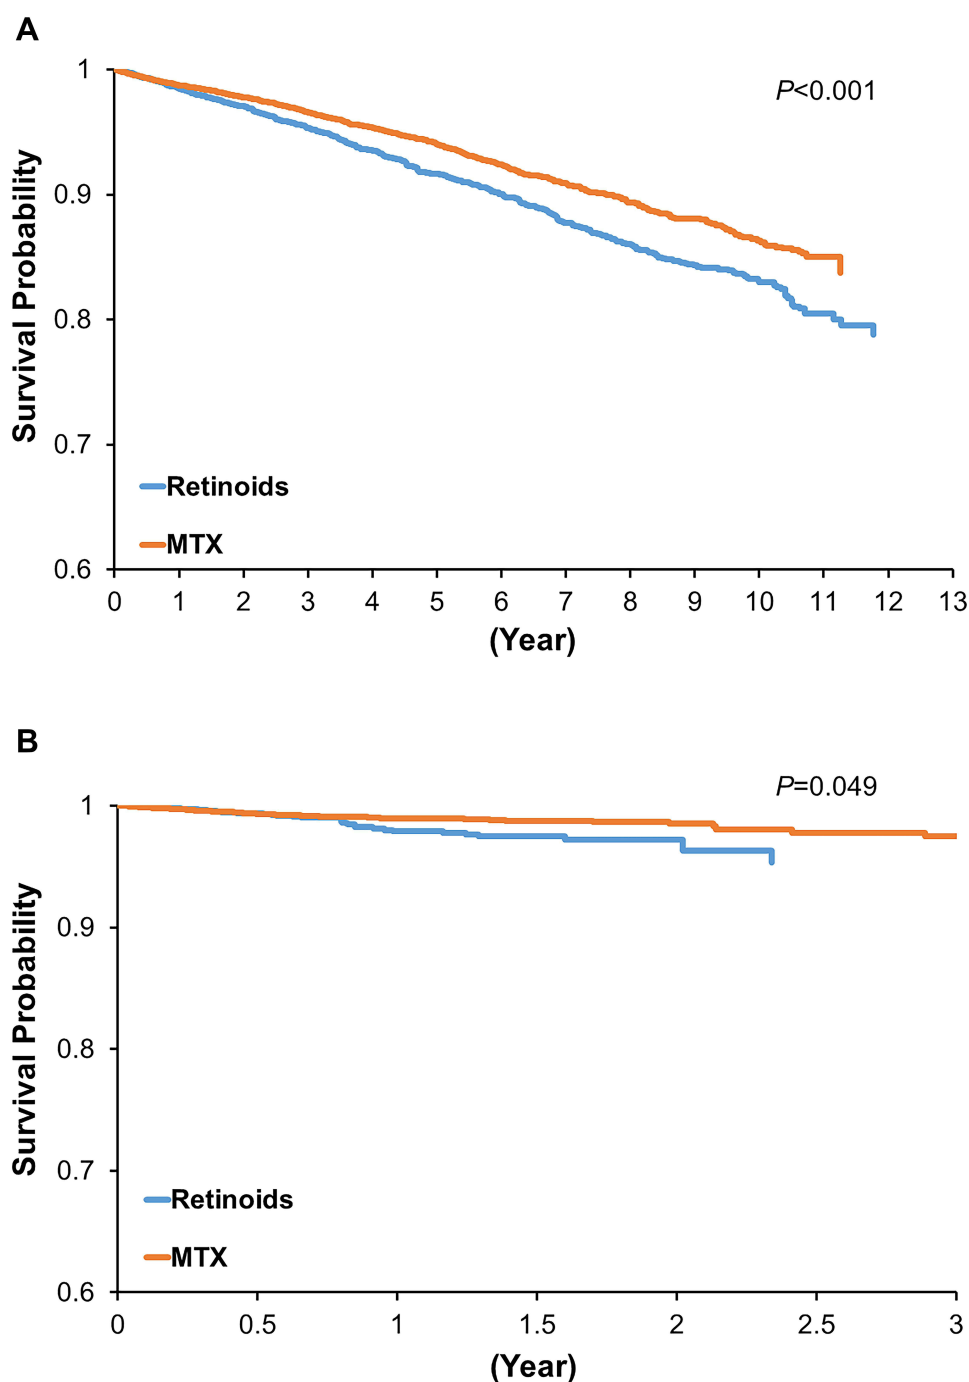 A
P<0.001
Survival Probability
1
0.9
0.8
0.7
0.6
Retinoids
MTX
0 1 2 3 4 5 6 7 8 9 10 11 12 13
(Year)
B
P=0.049
Survival Probability
1
0.9
0.8
0.7
0.6
Retinoids
MTX
0 0.5 1 1.5 2 2.5 3
(Year)